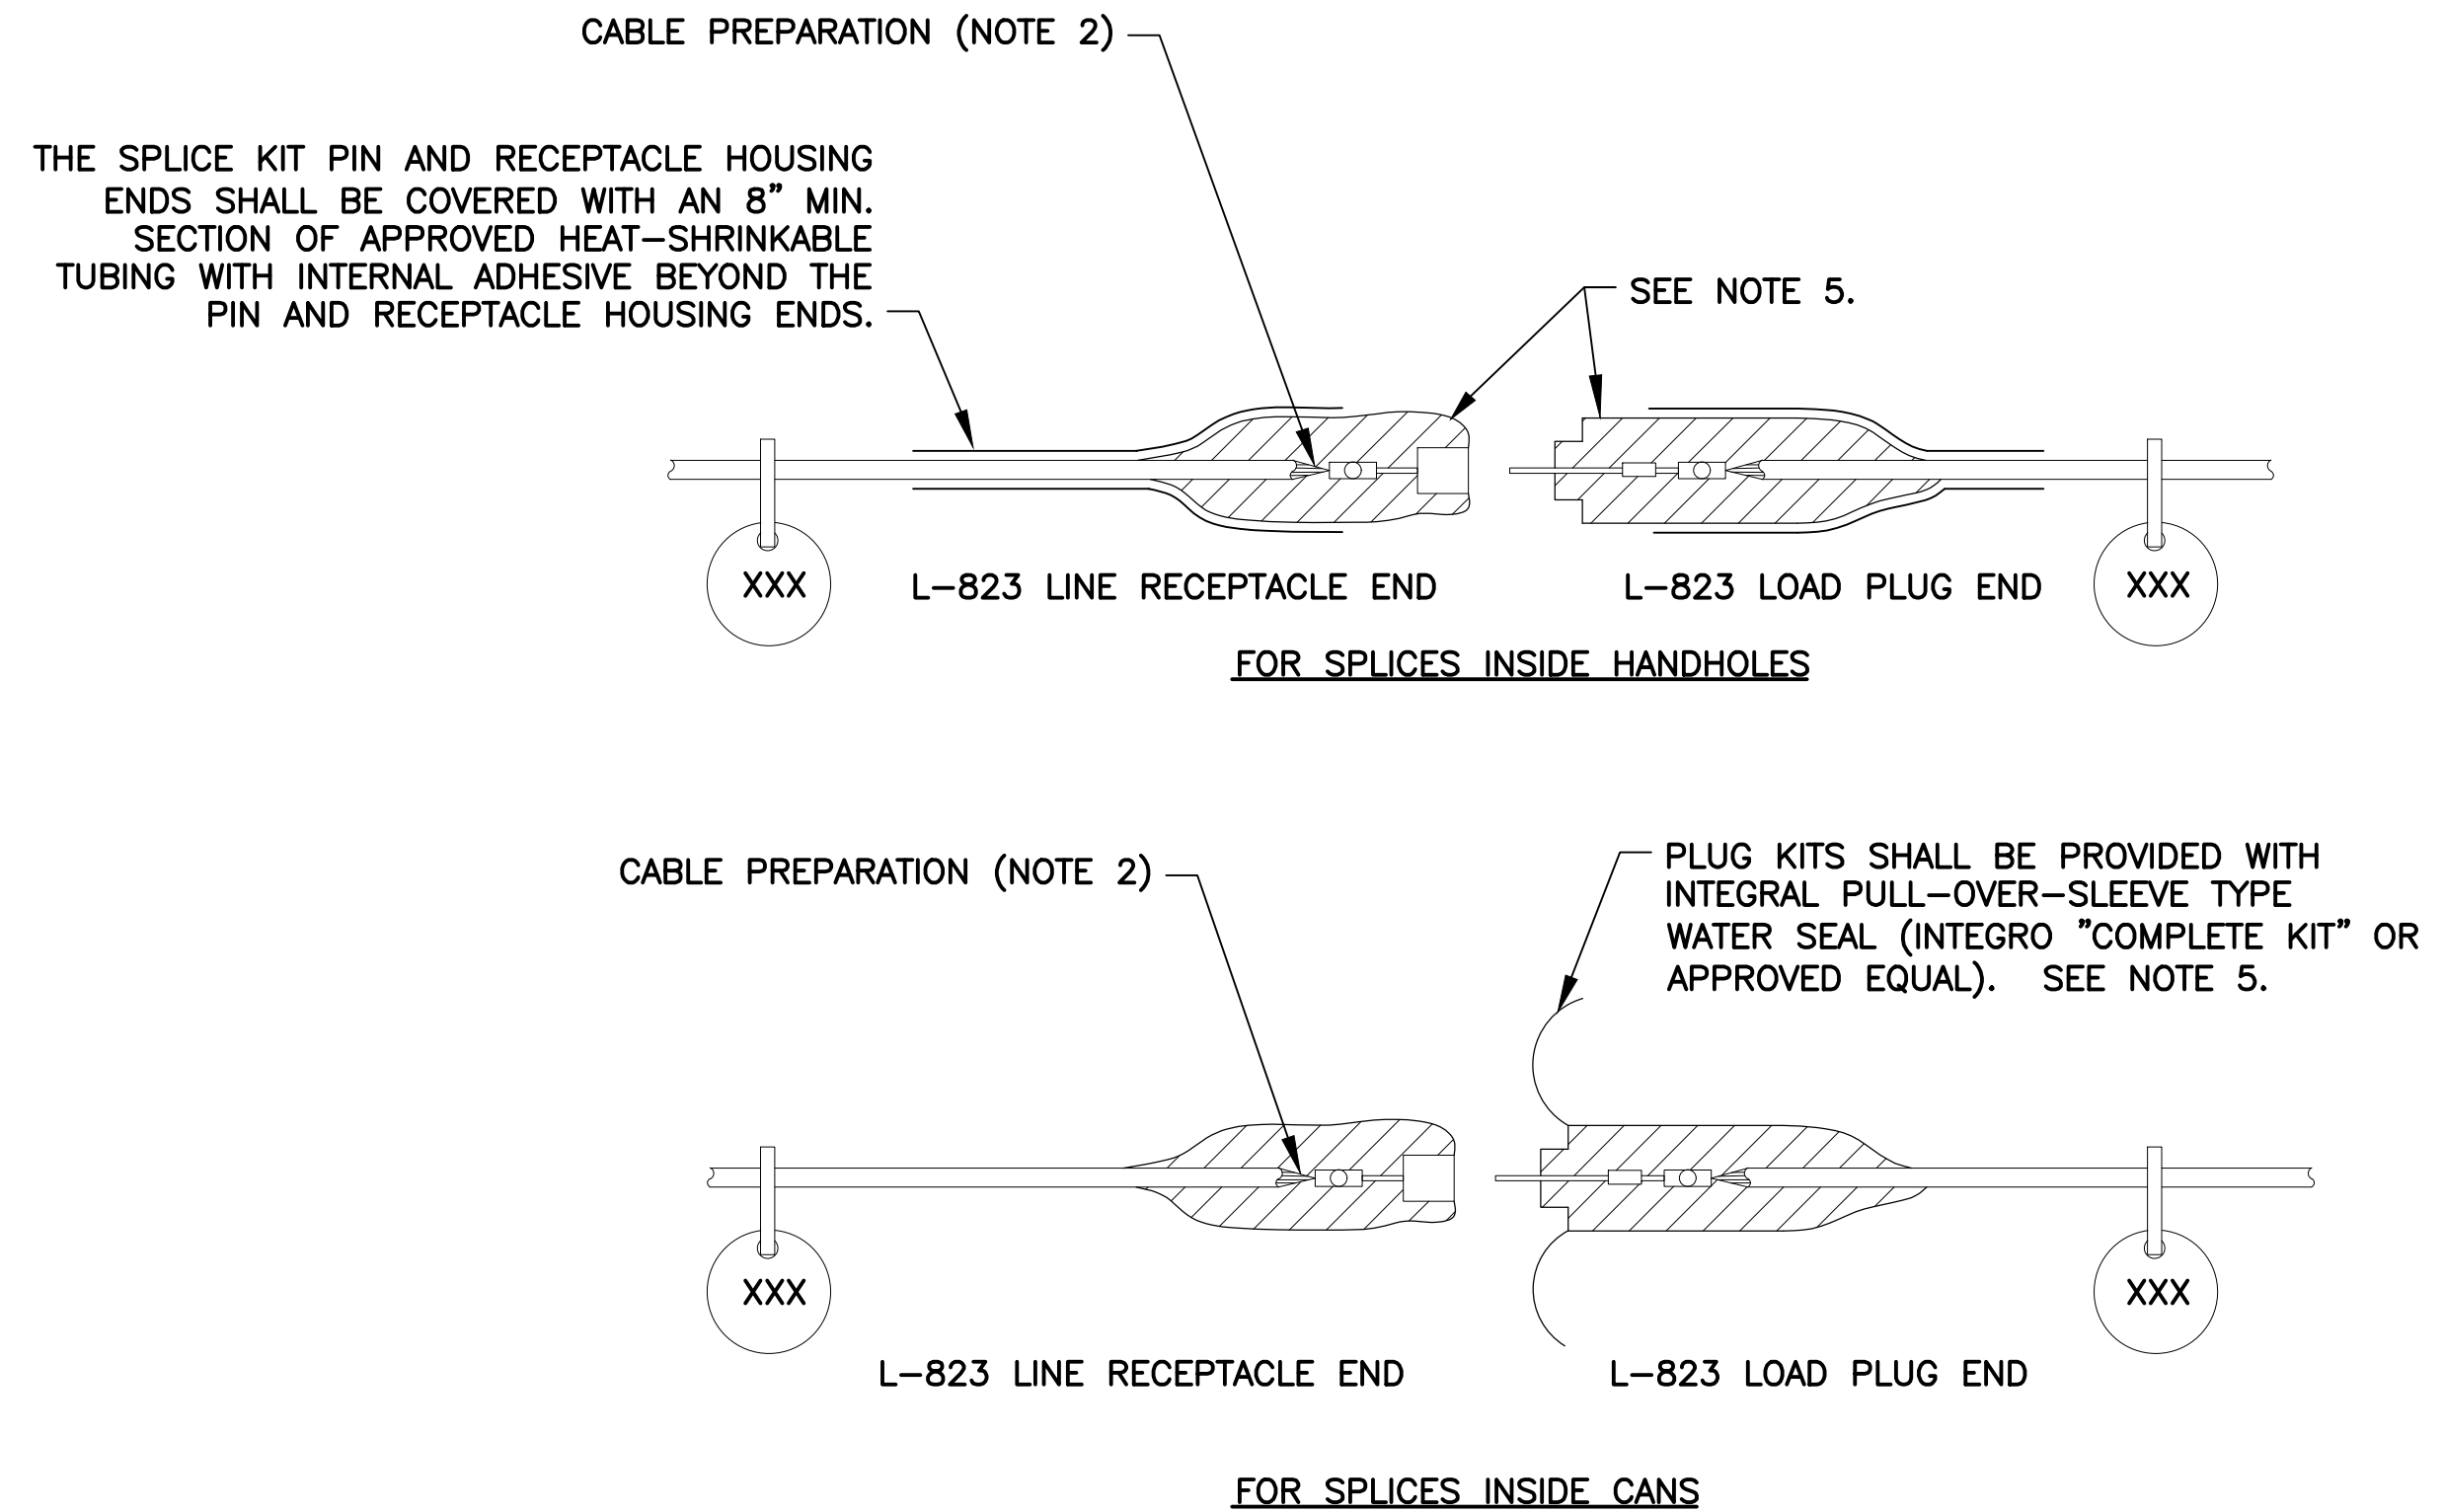 CABLE PREPARATION (NOTE 2)
THE SPLICE KIT PIN AND RECEPTACLE HOUSING
ENDS SHALL BE COVERED WITH AN 8" MIN.
SECTION OF APPROVED HEAT-SHRINKABLE
TUBING WITH INTERNAL ADHESIVE BEYOND THE
PIN AND RECEPTACLE HOUSING ENDS.
SEE NOTE 5.
XXX
L-823 LINE RECEPTACLE END
L-823 LOAD PLUG END
XXX
FOR SPLICES INSIDE HANDHOLES
CABLE PREPARATION (NOTE 2)
PLUG KITS SHALL BE PROVIDED WITH
INTEGRAL PULL-OVER-SLEEVE TYPE
WATER SEAL (INTEGRO "COMPLETE KIT" OR
APPROVED EQUAL). SEE NOTE 5.
XXX
XXX
L-823 LINE RECEPTACLE END
L-823 LOAD PLUG END
FOR SPLICES INSIDE CANS